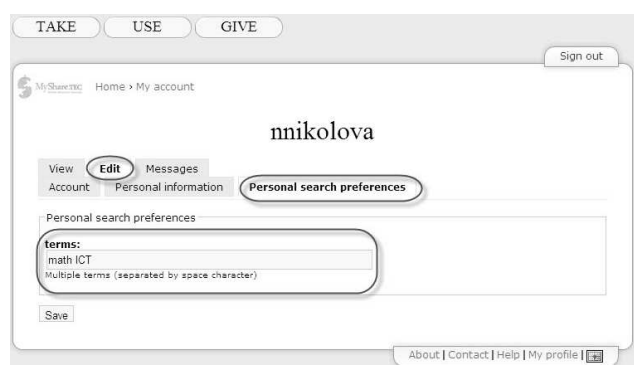 TAKE USE GIVE
Sign out
MyShare.TEC Home › My account
nnikolova
View Edit Messages
Account Personal information Personal search preferences
Personal search preferences
terms:
math ICT
Multiple terms (separated by space character)
Save
About | Contact | Help | My profile |